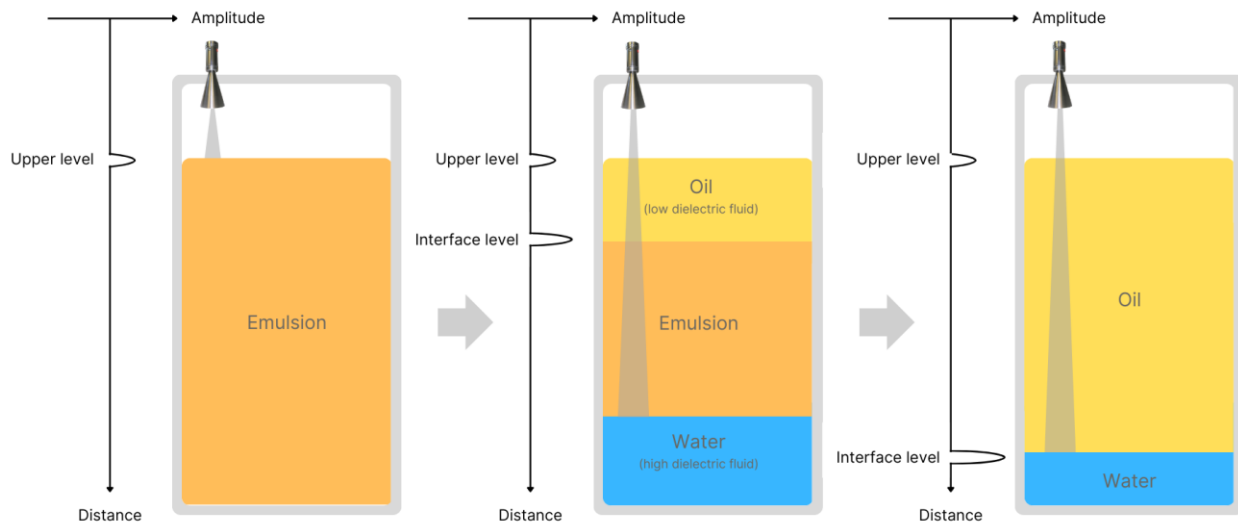 Amplitude
Upper level
Emulsion
Distance
Amplitude
Upper level
Oil
(low dielectric fluid)
Interface level
Emulsion
Water
(high dielectric fluid)
Distance
Amplitude
Upper level
Oil
Interface level
Water
Distance